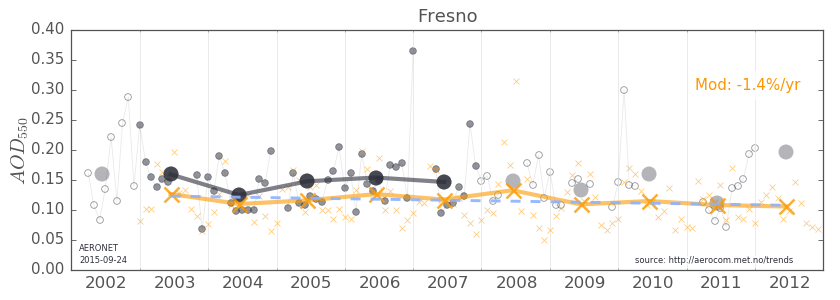 Fresno
0.40
0.35
0.30
0.25
0.20
0.15
0.10
0.05
0.00
AOD550
Mod: -1.4%/yr
AERONET
2015-09-24
source: http://aerocom.met.no/trends
2002 2003 2004 2005 2006 2007 2008 2009 2010 2011 2012